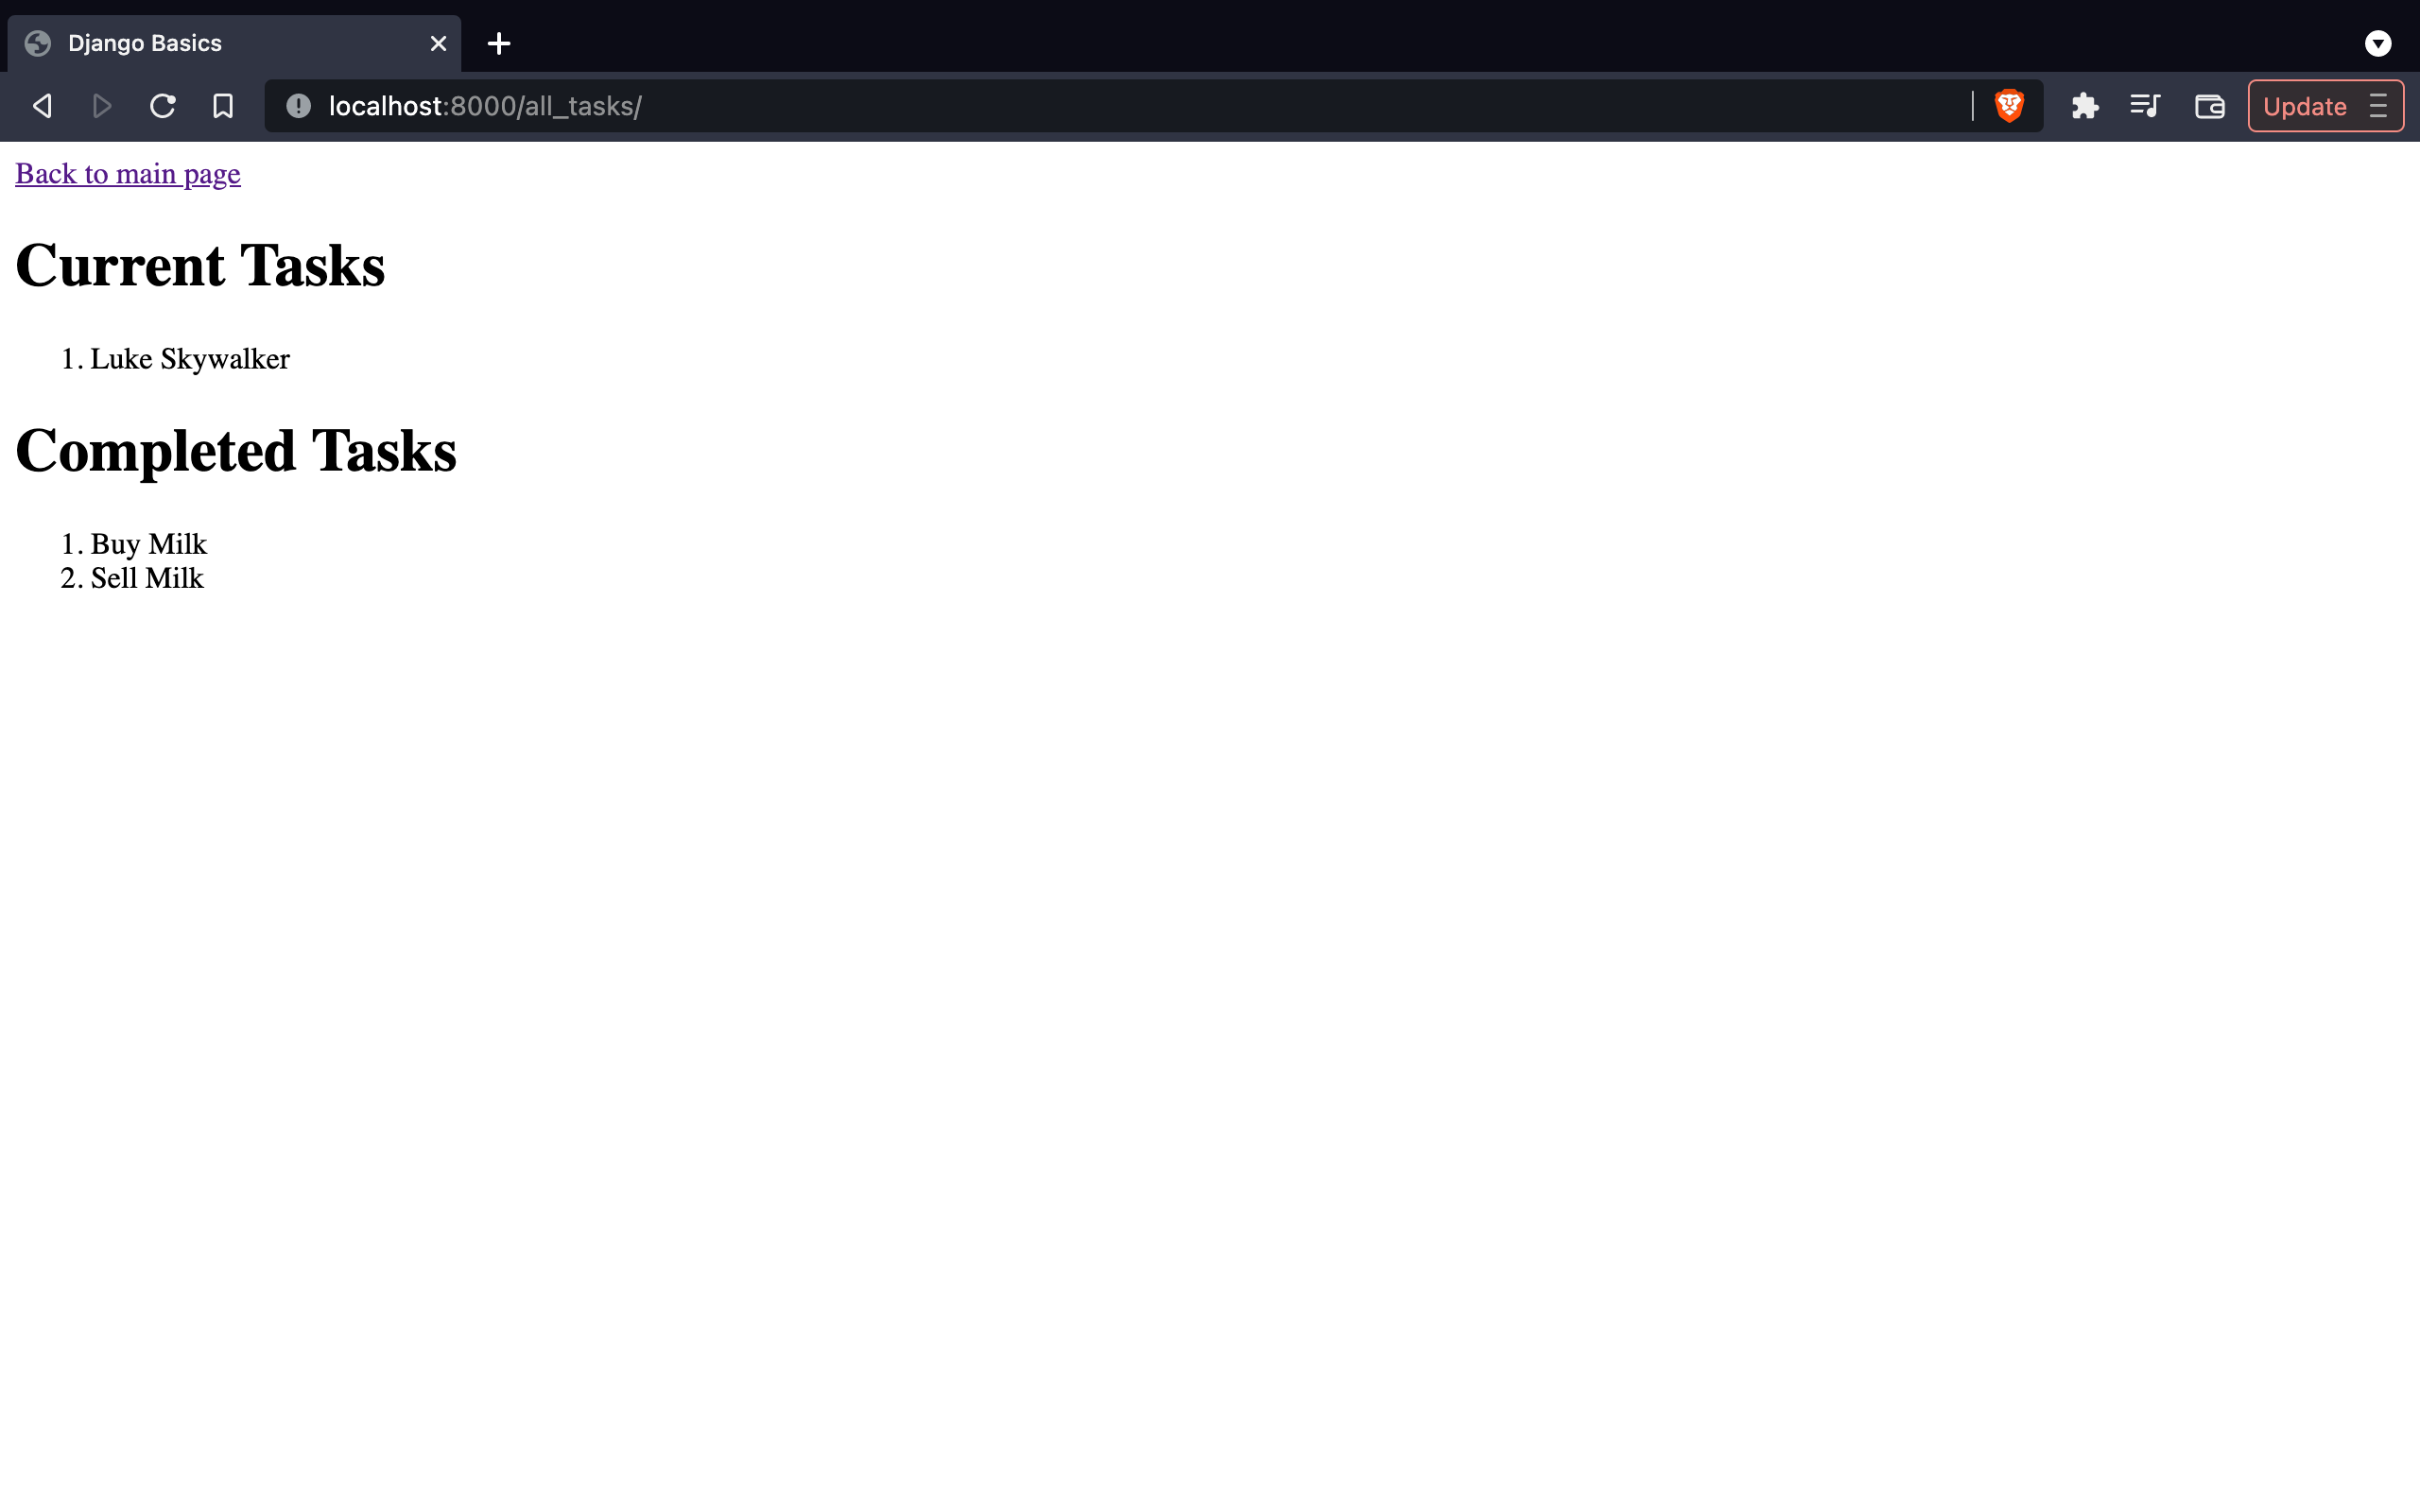 Django Basics
localhost:8000/all_tasks/
Update
Back to main page
Current Tasks
1. Luke Skywalker
Completed Tasks
1. Buy Milk
2. Sell Milk